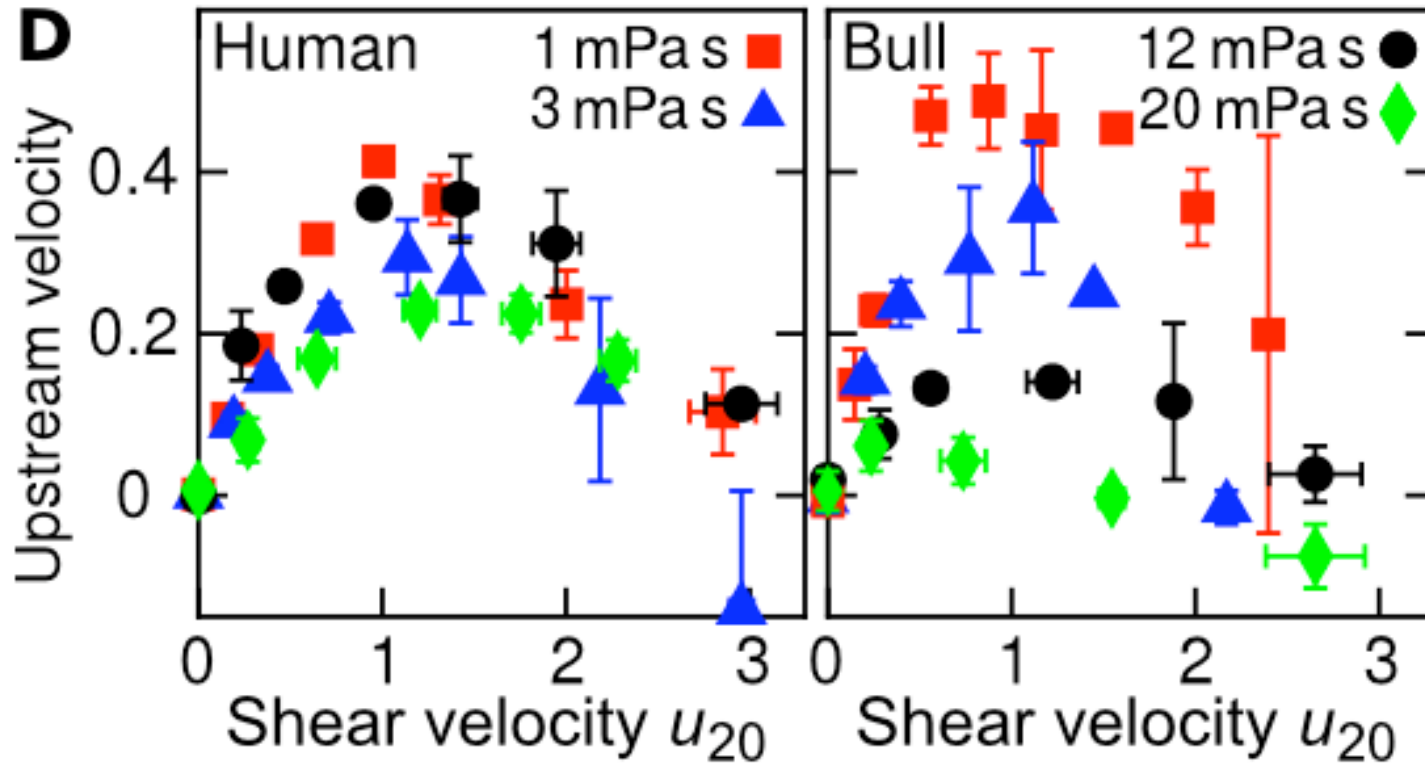 D
Human
1 mPa s
3 mPa s
Bull
12 mPa s
20 mPa s
Upstream velocity
0.4
0.2
0
0 1 2 3
0 1 2 3
Shear velocity u20
Shear velocity u20